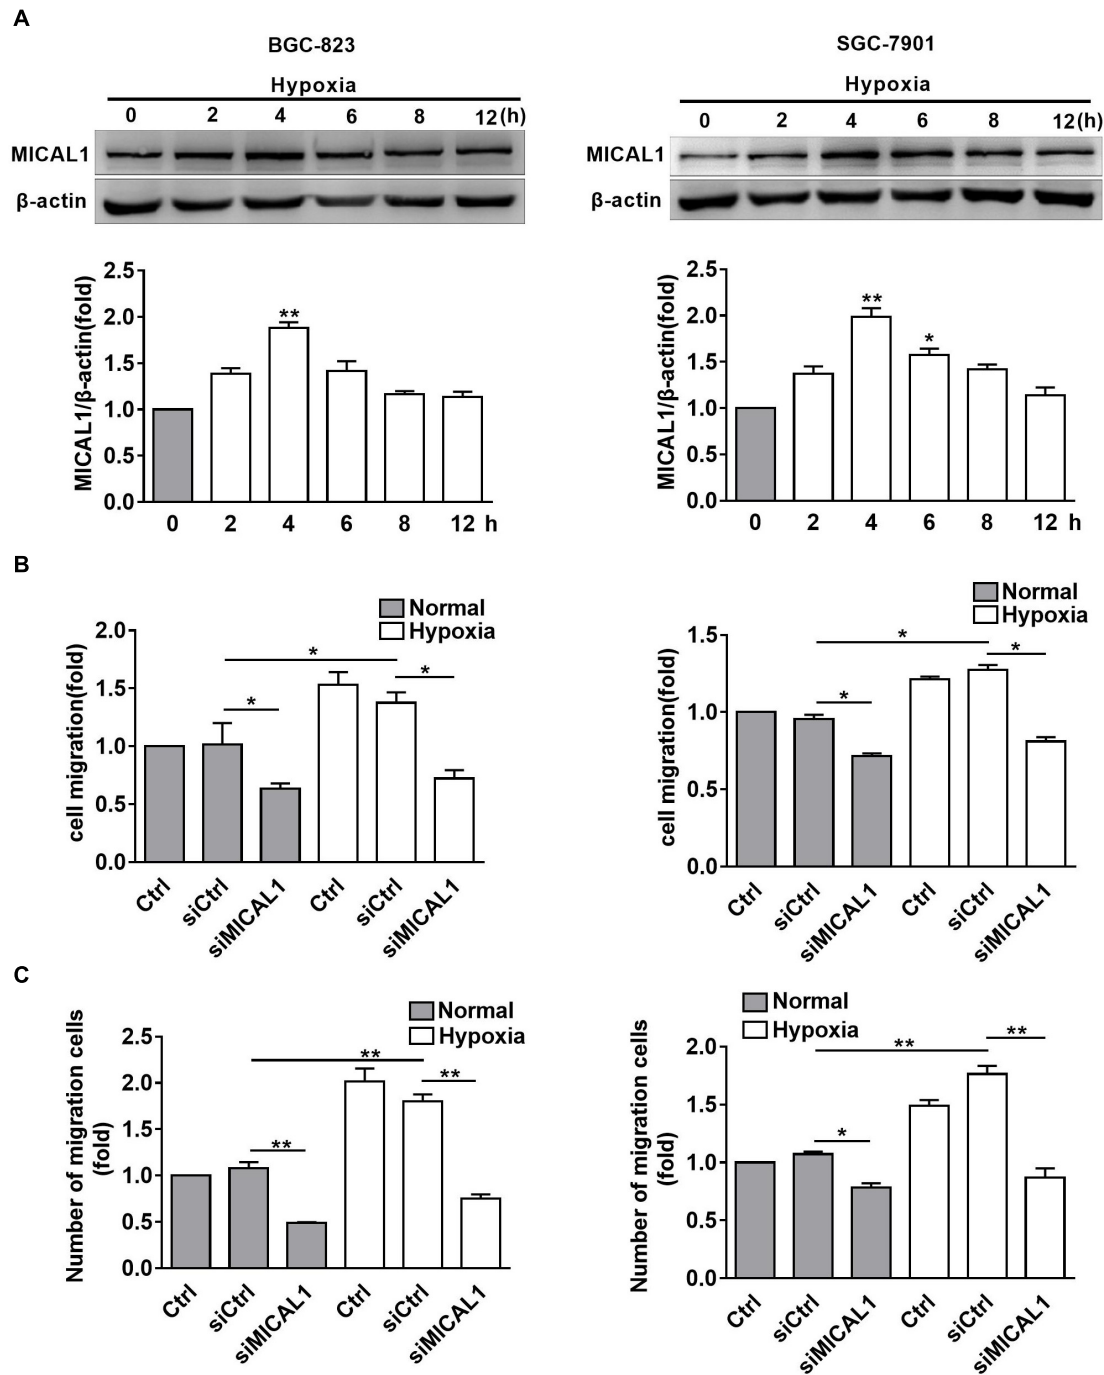 A
BGC-823
Hypoxia
0 2 4 6 8 12(h)
MICAL1
β-actin
SGC-7901
Hypoxia
0 2 4 6 8 12(h)
MICAL1
β-actin
MICAL1/β-actin(fold)
2.5
2.0
1.5
1.0
0.5
0.0
**
0 2 4 6 8 12 h
MICAL1/β-actin(fold)
2.5
2.0
1.5
1.0
0.5
0.0
**
*
0 2 4 6 8 12 h
B
Normal
Hypoxia
cell migration(fold)
2.0
1.5
1.0
0.5
0.0
*
*
*
Ctrl siCtrl siMICAL1 Ctrl siCtrl siMICAL1
Normal
Hypoxia
cell migration(fold)
1.5
1.0
0.5
0.0
*
*
*
Ctrl siCtrl siMICAL1 Ctrl siCtrl siMICAL1
C
Normal
Hypoxia
Number of migration cells
(fold)
2.5
2.0
1.5
1.0
0.5
0.0
**
**
**
Ctrl siCtrl siMICAL1 Ctrl siCtrl siMICAL1
Normal
Hypoxia
Number of migration cells
(fold)
2.0
1.5
1.0
0.5
0.0
**
**
*
Ctrl siCtrl siMICAL1 Ctrl siCtrl siMICAL1